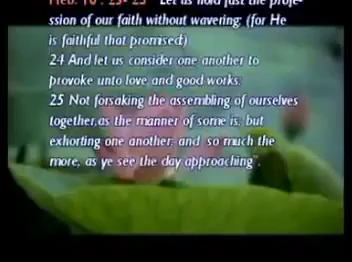 Heb. 10 : 23- 25 "Let us hold fast the profe-
ssion of our faith without wavering; (for He
is faithful that promised;)
24 And let us consider one another to
provoke unto love and good works:
25 Not forsaking the assembling of ourselves
together,as the manner of some is; but
exhorting one another: and so much the
more, as ye see the day approaching".